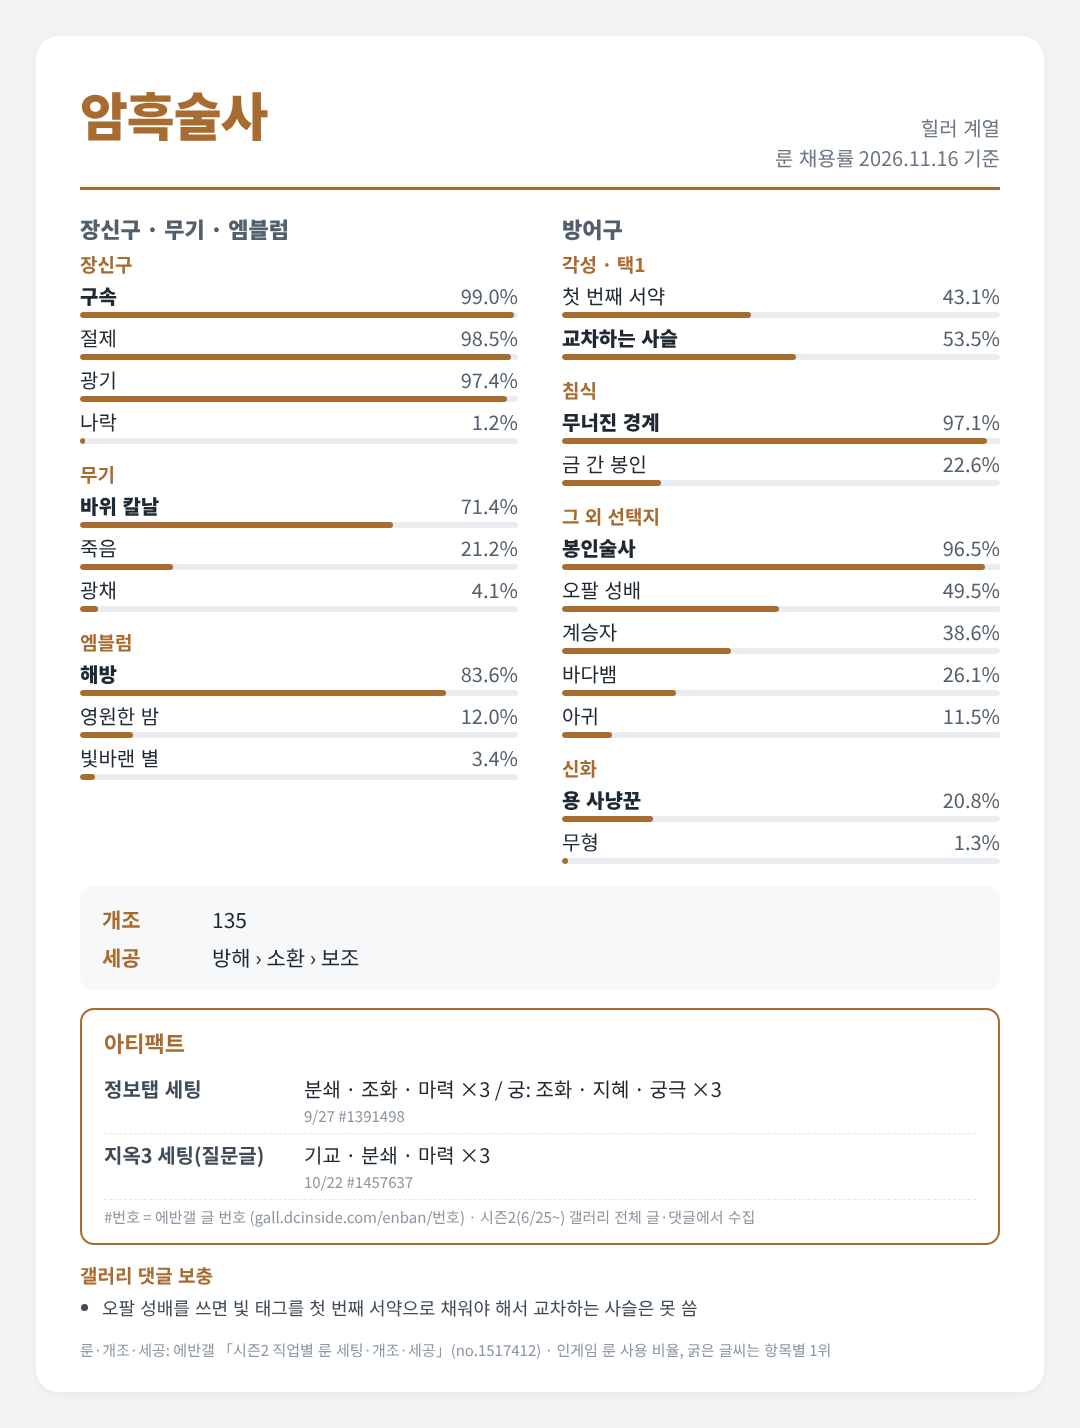 암흑술사
힐러 계열
룬 채용률 2026.11.16 기준
장신구 · 무기 · 엠블럼
장신구
구속 99.0%
절제 98.5%
광기 97.4%
나락 1.2%
무기
바위 칼날 71.4%
죽음 21.2%
광채 4.1%
엠블럼
해방 83.6%
영원한 밤 12.0%
빛바랜 별 3.4%
방어구
각성 · 택1
첫 번째 서약 43.1%
교차하는 사슬 53.5%
침식
무너진 경계 97.1%
금 간 봉인 22.6%
그 외 선택지
봉인술사 96.5%
오팔 성배 49.5%
계승자 38.6%
바다뱀 26.1%
아귀 11.5%
신화
용 사냥꾼 20.8%
무형 1.3%
개조 135
세공 방해 › 소환 › 보조
아티팩트
정보탭 세팅 분쇄 · 조화 · 마력 ×3 / 궁: 조화 · 지혜 · 궁극 ×3
9/27 #1391498
지옥3 세팅(질문글) 기교 · 분쇄 · 마력 ×3
10/22 #1457637
#번호 = 에반갤 글 번호 (gall.dcinside.com/enban/번호) · 시즌2(6/25~) 갤러리 전체 글·댓글에서 수집
갤러리 댓글 보충
• 오팔 성배를 쓰면 빛 태그를 첫 번째 서약으로 채워야 해서 교차하는 사슬은 못 씀
룬·개조·세공: 에반갤 「시즌2 직업별 룬 세팅·개조·세공」(no.1517412) · 인게임 룬 사용 비율, 굵은 글씨는 항목별 1위